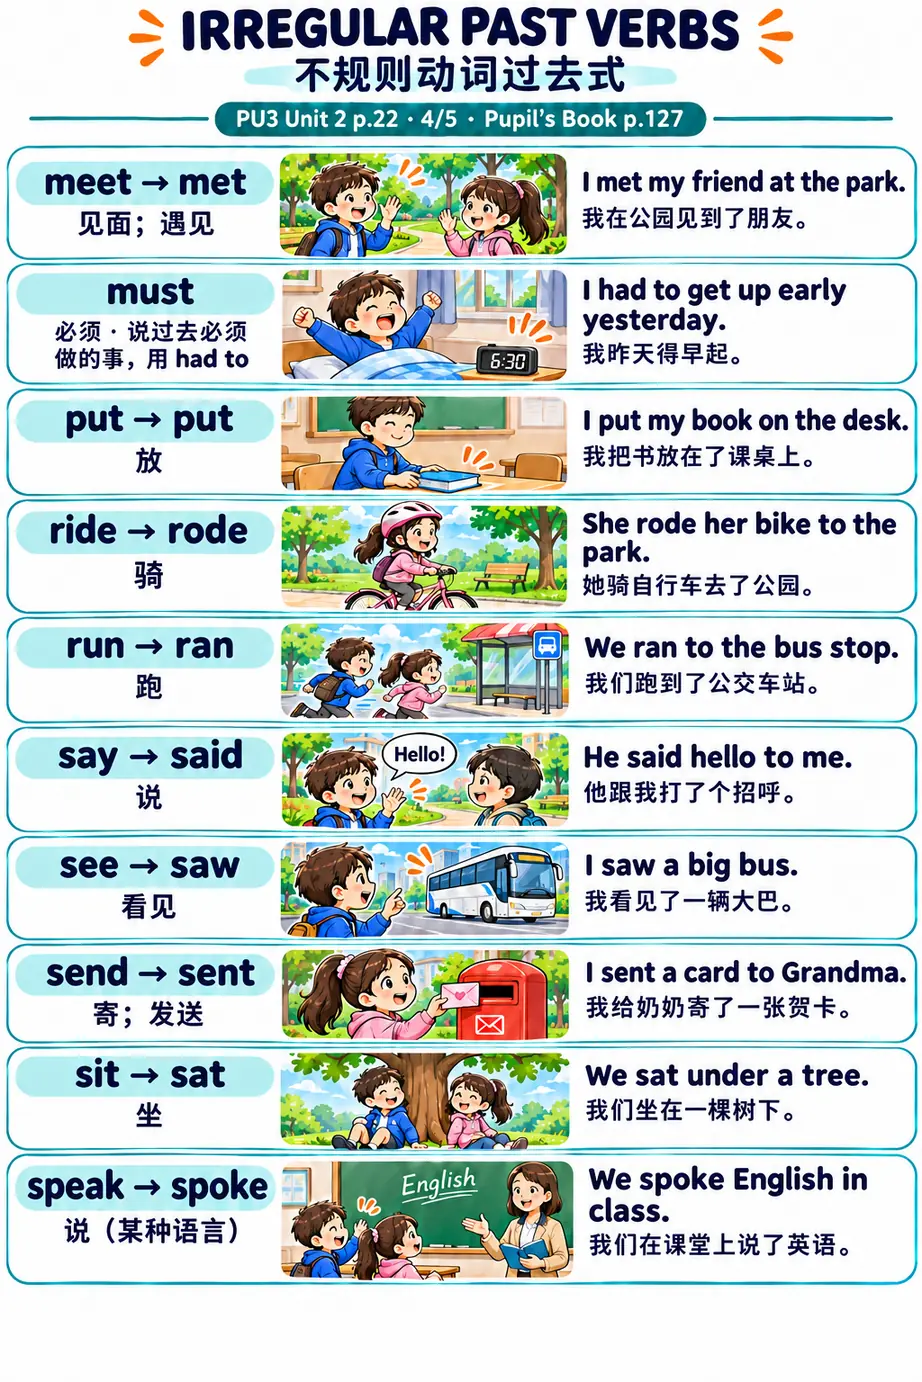 IRREGULAR PAST VERBS
不规则动词过去式
PU3 Unit 2 p.22 · 4/5 · Pupil's Book p.127
meet → met
见面；遇见
I met my friend at the park.
我在公园见到了朋友。
must
必须 · 说过去必须
做的事，用 had to
6:30
I had to get up early
yesterday.
我昨天得早起。
put → put
放
I put my book on the desk.
我把书放在了课桌上。
ride → rode
骑
She rode her bike to the
park.
她骑自行车去了公园。
run → ran
跑
We ran to the bus stop.
我们跑到了公交车站。
say → said
说
Hello!
He said hello to me.
他跟我打了个招呼。
see → saw
看见
I saw a big bus.
我看见了一辆大巴。
send → sent
寄；发送
I sent a card to Grandma.
我给奶奶寄了一张贺卡。
sit → sat
坐
We sat under a tree.
我们坐在一棵树下。
speak → spoke
说（某种语言）
English
We spoke English in
class.
我们在课堂上说了英语。